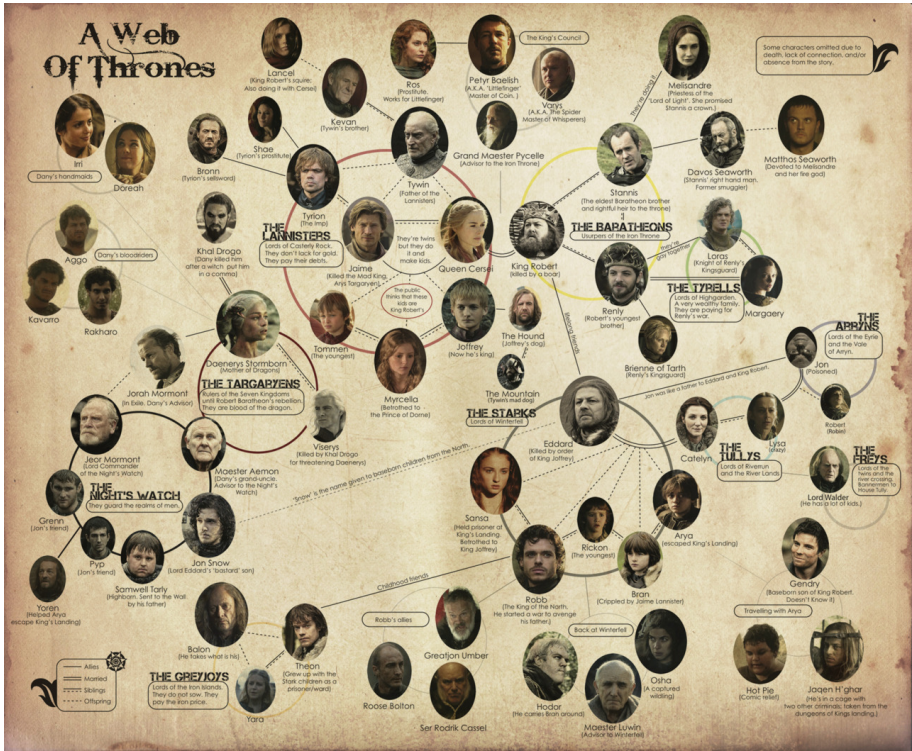 A Web
Of Thrones
Lancel
(King Robert's squire;
Also doing it with Cersei)
Kevan
(Tywin's brother)
Ros
(Prostitute,
Works for Littlefinger)
Petyr Baelish
(A.K.A. 'Littlefinger'
Master of Coin. )
The King's Council
Varys
(A.K.A. The Spider
Master of Whisperers)
Grand Maester Pycelle
(Advisor to the Iron Throne)
They're doing it
Melisandre
(Priestess of the
'Lord of Light'. She promised
Stannis a crown.)
Some characters omitted due to
death, lack of connection, and/or
absence from the story.
Irri
Doreah
Dany's handmaids
Bronn
(Tyrion's sellsword)
Shae
(Tyrion's prostitute)
Tywin
(Father of the
Lannisters)
Stannis
(The eldest Baratheon brother
and rightful heir to the throne)
Davos Seaworth
(Stannis' right hand man.
Former smuggler)
Matthos Seaworth
(Devoted to Melisandre
and her fire god)
Tyrion
(The imp)
THE
LANNISTERS
Lords of Casterly Rock.
They don't lack for gold.
They pay their debts.
Jaime
(Killed the Mad King,
Arys Targaryen)
They're twins
but they do
it and
make kids.
Queen Cersei
King Robert
(killed by a boar)
THE BARATHEONS
Usurpers of the Iron Throne
they're
gay together
Loras
(Knight of Renly's
Kingsguard)
Aggo
Dany's bloodriders
Kavarro
Rakharo
Khal Drogo
(Dany killed him
after a witch put him
in a coma)
The public
thinks that these
kids are
King Robert's
Tommen
(The youngest)
Joffrey
(Now he's king)
Myrcella
(Betrothed to
the Prince of Dorne)
The Hound
(Joffrey's dog)
The Mountain
(Tywin's mad dog)
lifelong friends
Renly
(Robert's youngest
brother)
THE TYRELLS
Lords of Highgarden.
A very wealthy family.
They are paying for
Renly's war.
Margaery
Brienne of Tarth
(Renly's Kingsguard)
THE
ARRYNS
Lords of the Eyrie
and the Vale
of Arryn.
Jon
(Poisoned)
Jon was like a father to Eddard and King Robert.
Robert
(Robin)
Daenerys Stormborn
(Mother of Dragons)
THE TARGARYENS
Rulers of the Seven Kingdoms
until Robert Baratheon's rebellion.
They are blood of the dragon.
Jorah Mormont
(In Exile, Dany's Advisor)
Viserys
(Killed by Khal Drogo
for threatening Daenerys)
Jeor Mormont
(Lord Commander
of the Night's Watch)
Maester Aemon
(Dany's grand-uncle.
Advisor to the Night's
Watch)
THE
NIGHT'S WATCH
They guard the realms of men.
Grenn
(Jon's friend)
Pyp
(Jon's friend)
Samwell Tarly
(Highborn, Sent to the Wall
by his father)
Jon Snow
(Lord Eddard's 'bastard' son)
'Snow' is the name given to baseborn children from the North.
Yoren
(Helped Arya
escape King's Landing)
THE STARKS
Lords of Winterfell
Eddard
(Killed by order
of King Joffrey)
Catelyn
THE
TULLYS
Lords of Riverrun
and the River Lands.
Lysa
(crazy)
Lord Walder
(He has a lot of kids.)
THE
FREYS
Lords of the
twins and the
river crossing.
Bannermen to
House Tully.
Sansa
(Held prisoner at
King's Landing.
Betrothed to
King Joffrey)
Rickon
(The youngest)
Arya
(escaped King's Landing)
Bran
(Crippled by Jaime Lannister)
Robb
(The King of the North.
He started a war to avenge
his father.)
Childhood friends
Gendry
(Baseborn son of King Robert.
Doesn't Know it)
Travelling with Arya
Hot Pie
(Comic relief)
Jaqen H'ghar
(He's in a cage with
two other criminals; taken from the
dungeons of Kings landing.)
Balon
(He takes what is his)
Theon
(Grew up with the
Stark children as a
prisoner/ward)
THE GREYJOYS
Lords of the Iron Islands.
They do not sow. They
pay the iron price.
Yara
Robb's allies
Greatjon Umber
Roose Bolton
Ser Rodrik Cassel
Back at Winterfell
Hodor
(He carries Bran around)
Maester Luwin
(Advisor to Winterfell)
Osha
(A captured
wildling)
Allies
Married
Siblings
Offspring